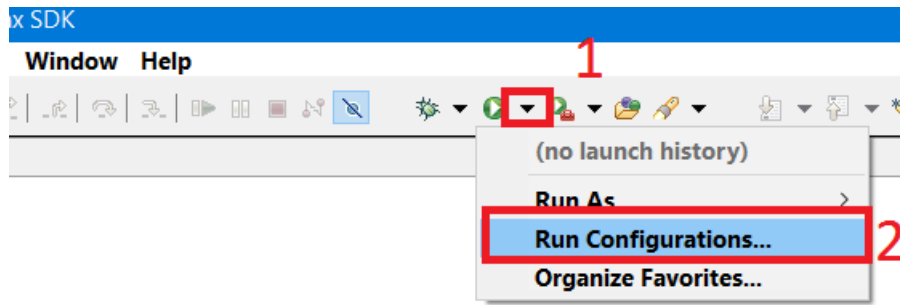 x SDK
Window Help
1
(no launch history)
Run As
Run Configurations...
2
Organize Favorites...